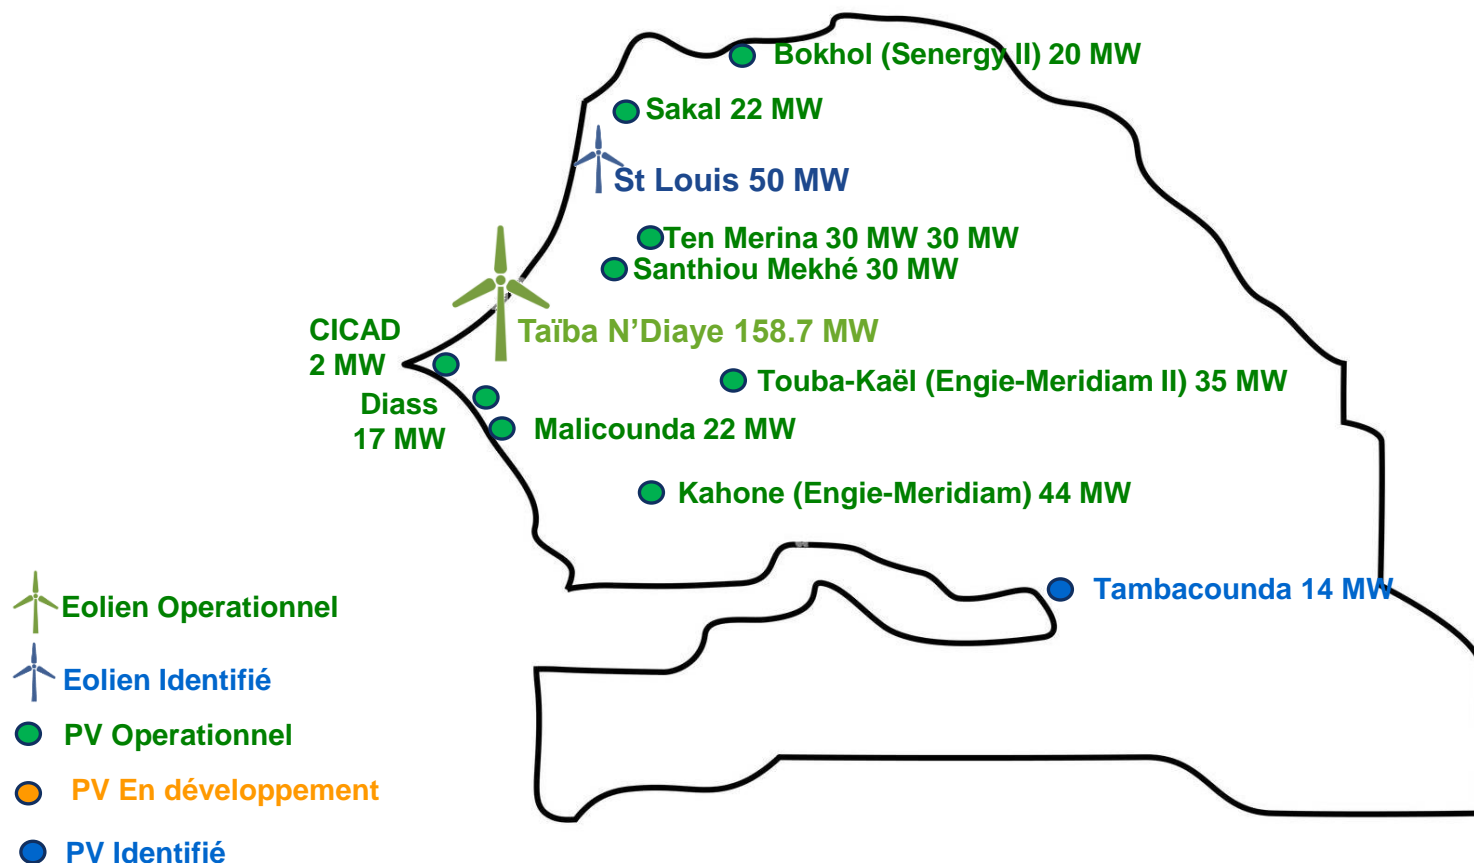 Bokhol (Senergy II) 20 MW
Sakal 22 MW
St Louis 50 MW
Ten Merina 30 MW 30 MW
Santhiou Mekhé 30 MW
Taïba N’Diaye 158.7 MW
CICAD
2 MW
Touba-Kaël (Engie-Meridiam II) 35 MW
Diass
17 MW
Malicounda 22 MW
Kahone (Engie-Meridiam) 44 MW
Tambacounda 14 MW
Eolien Operationnel
Eolien Identifié
PV Operationnel
PV En développement
PV Identifié